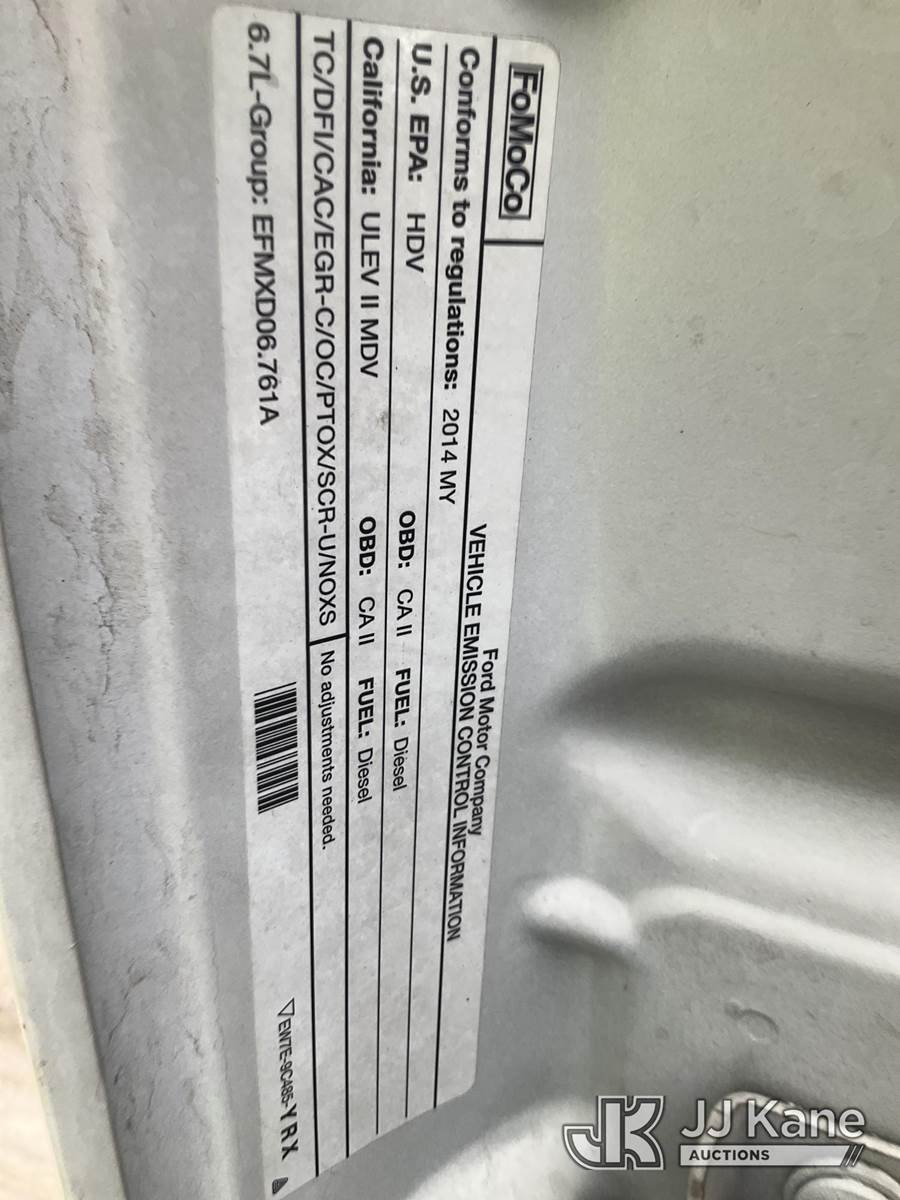 FoMoCo
Ford Motor Company
VEHICLE EMISSION CONTROL INFORMATION
Conforms to regulations: 2014 MY
U.S. EPA: HDV OBD: CA II FUEL: Diesel
California: ULEV II MDV OBD: CA II FUEL: Diesel
TC/DFI/CAC/EGR-C/OC/PTOX/SCR-U/NOXS No adjustments needed.
6.7L-Group: EFMXD06.761A
EW7E-9C485-YRX
JK JJ Kane
AUCTIONS